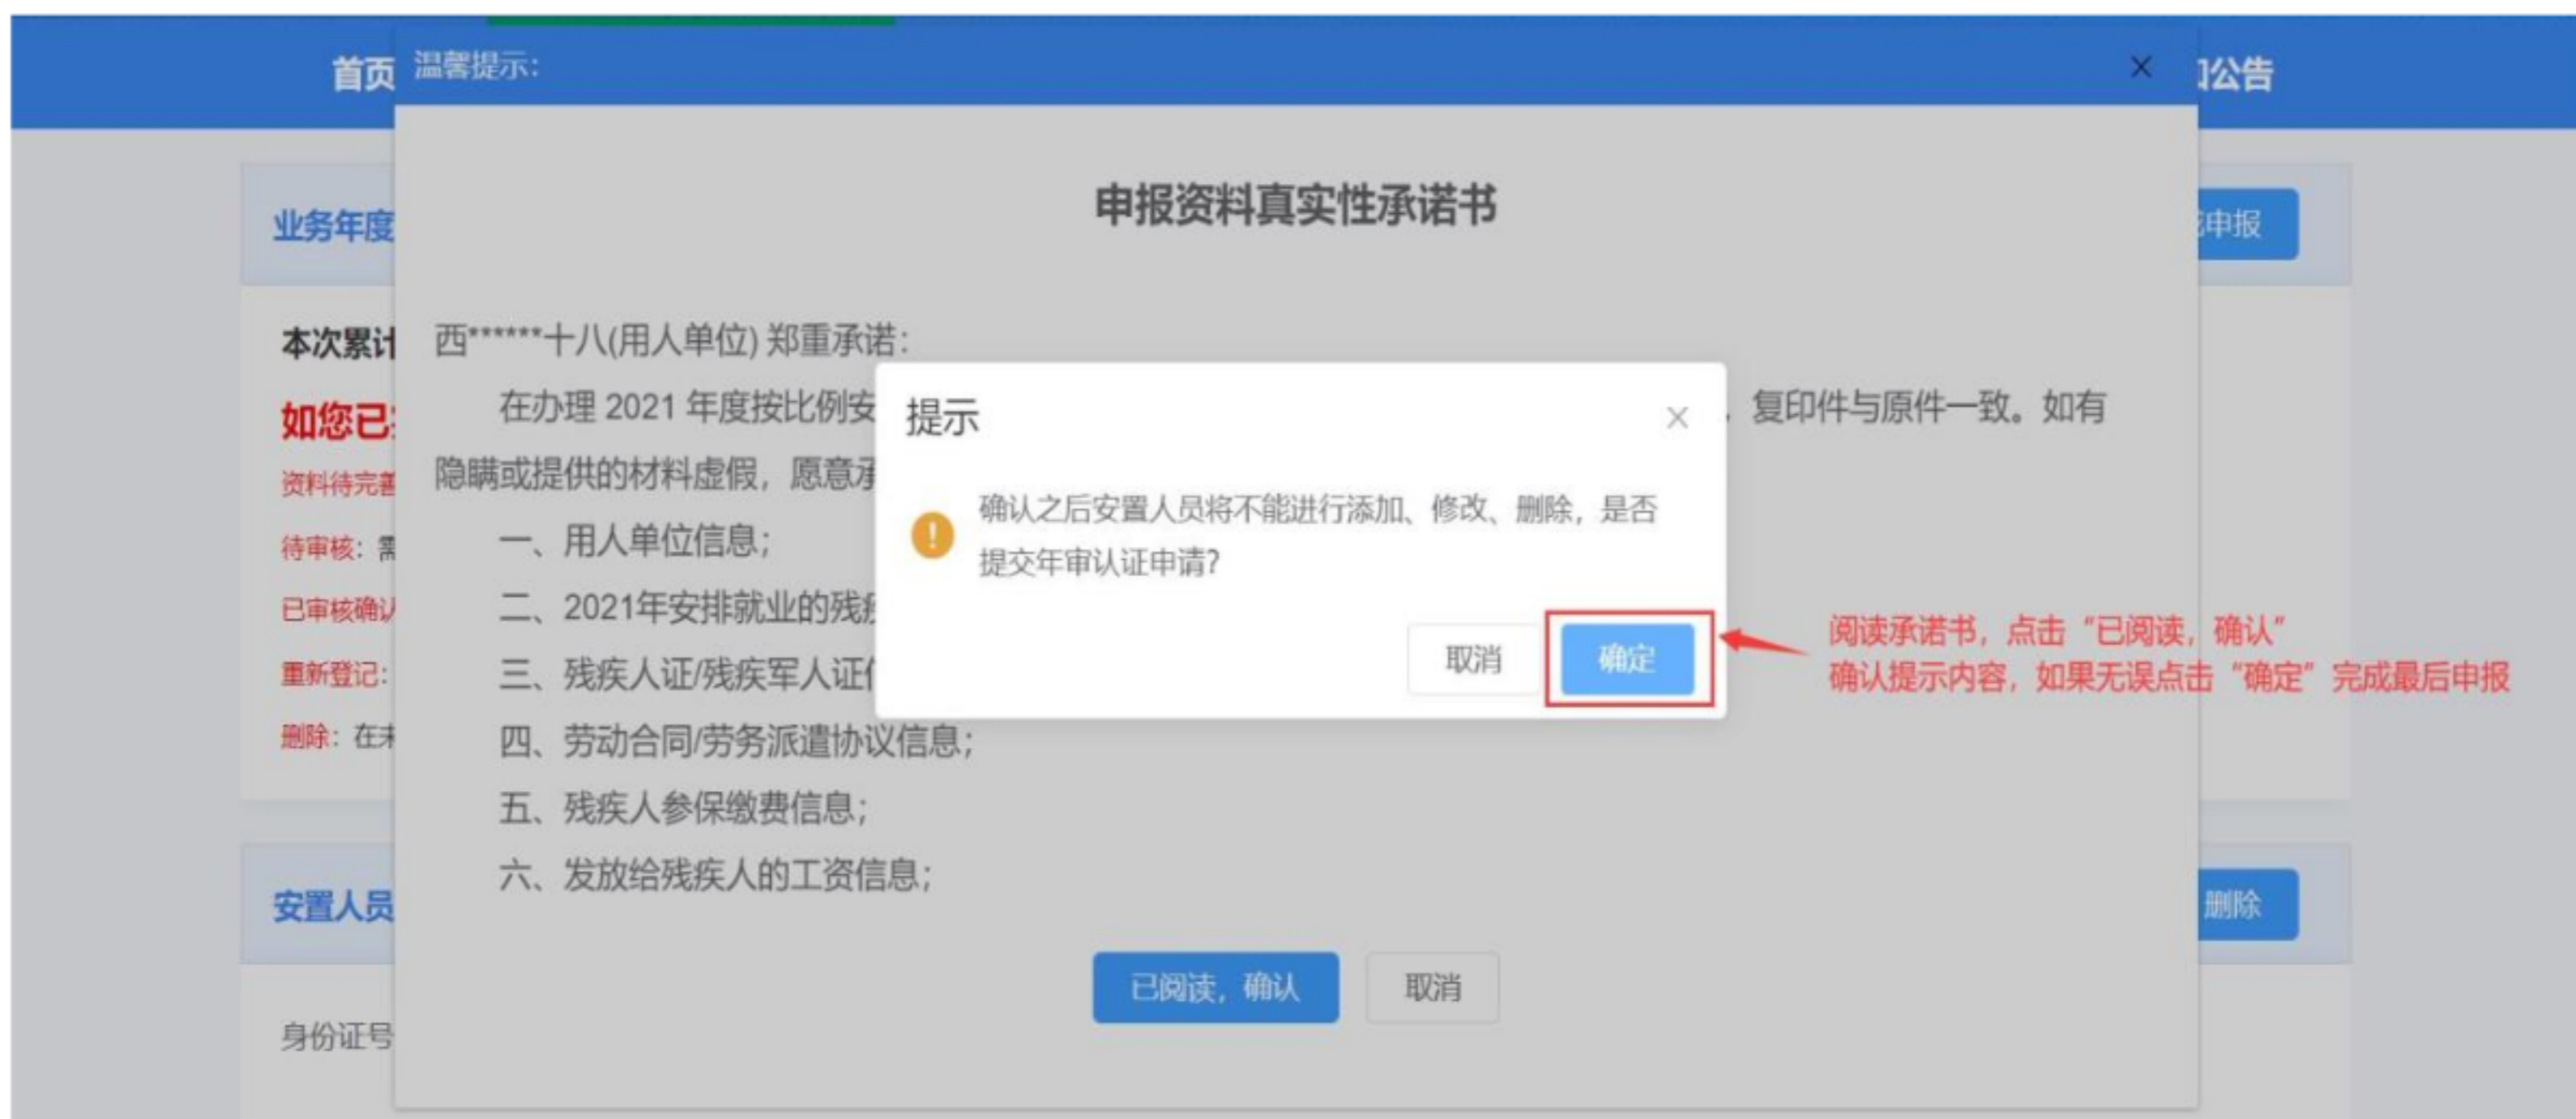 首页
温馨提示：
公告
申报资料真实性承诺书
业务年度
申报
本次累计
西******十八(用人单位) 郑重承诺：
如您已
在办理 2021 年度按比例安
，复印件与原件一致。如有
提示
资料待完善
隐瞒或提供的材料虚假，愿意承
确认之后安置人员将不能进行添加、修改、删除，是否
提交年审认证申请?
待审核：需
一、用人单位信息；
已审核确认
二、2021年安排就业的残疾
取消
确定
阅读承诺书，点击“已阅读，确认”
确认提示内容，如果无误点击“确定”完成最后申报
重新登记：
三、残疾人证/残疾军人证信
删除：在未
四、劳动合同/劳务派遣协议信息；
五、残疾人参保缴费信息；
六、发放给残疾人的工资信息；
安置人员
删除
已阅读，确认
取消
身份证号